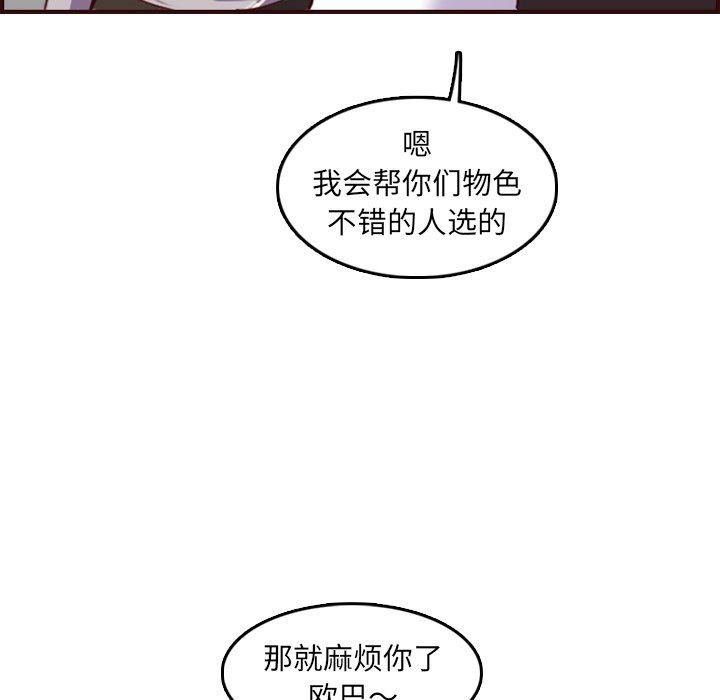 嗯
我会帮你们物色
不错的人选的
那就麻烦你了
欧巴～